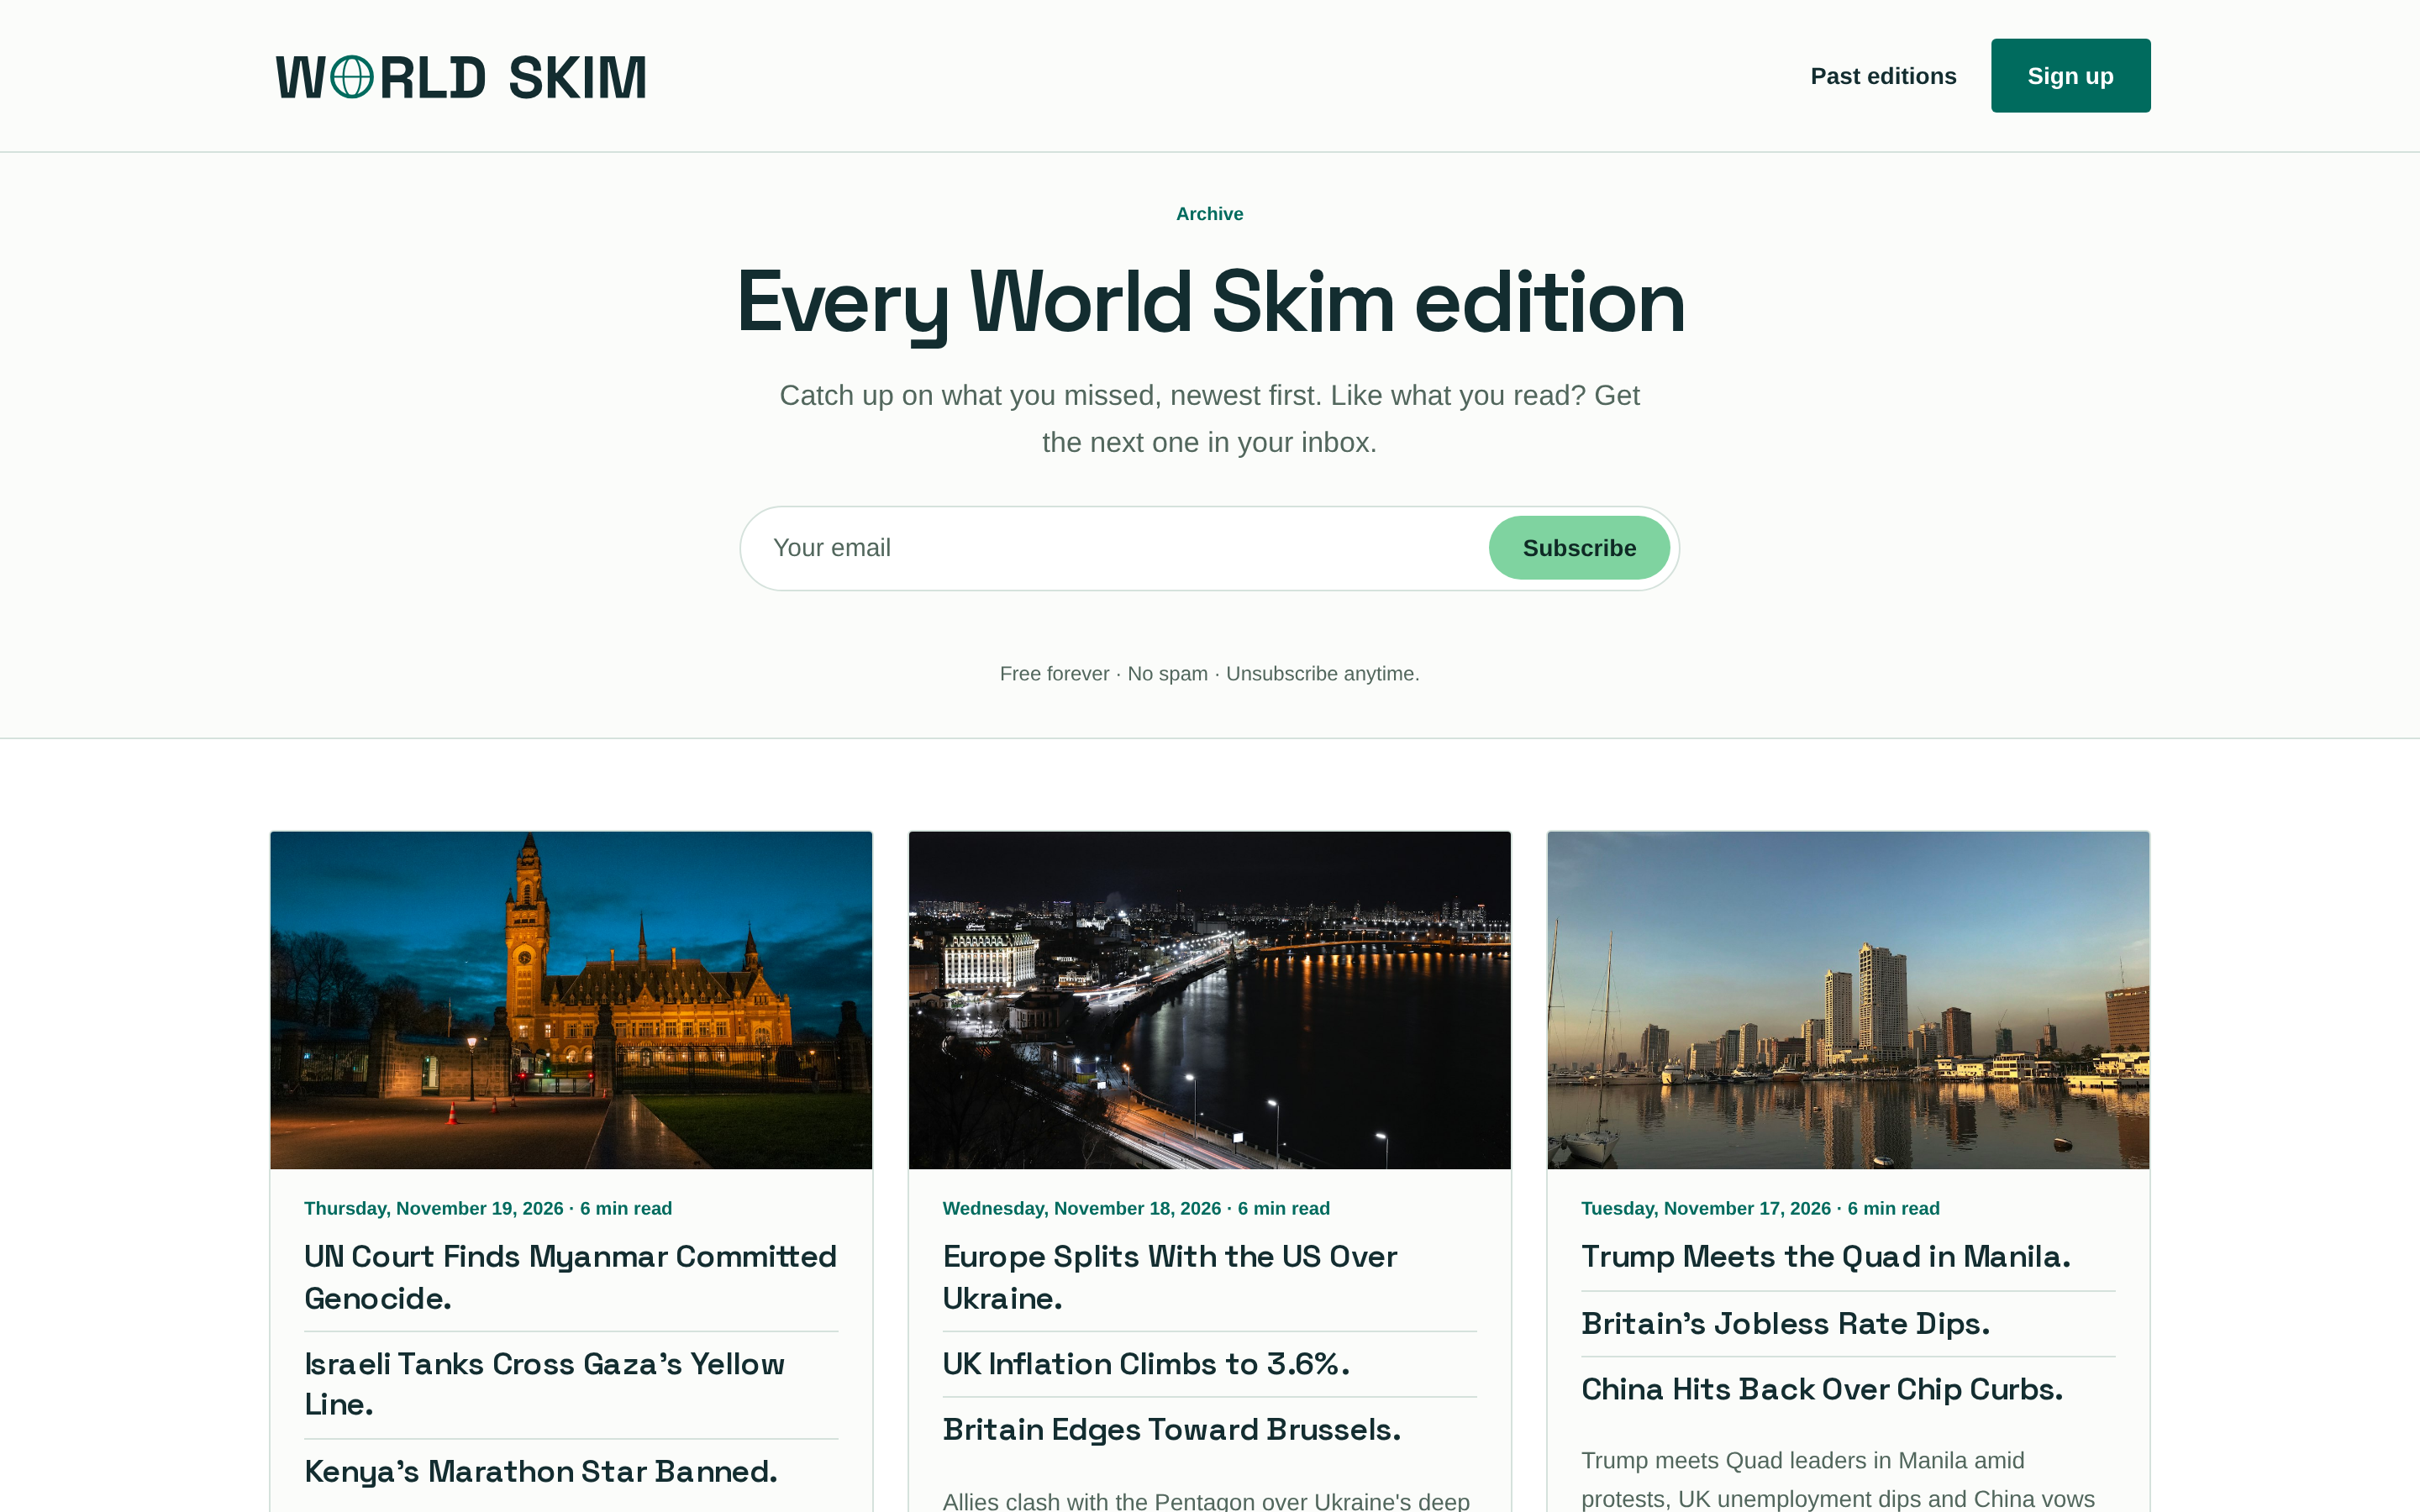 WORLD SKIM
Past editions
Sign up
Archive
Every World Skim edition
Catch up on what you missed, newest first. Like what you read? Get
the next one in your inbox.
Your email
Subscribe
Free forever · No spam · Unsubscribe anytime.
Thursday, November 19, 2026 · 6 min read
UN Court Finds Myanmar Committed
Genocide.
Israeli Tanks Cross Gaza’s Yellow
Line.
Kenya’s Marathon Star Banned.
Wednesday, November 18, 2026 · 6 min read
Europe Splits With the US Over
Ukraine.
UK Inflation Climbs to 3.6%.
Britain Edges Toward Brussels.
Allies clash with the Pentagon over Ukraine's deep
Tuesday, November 17, 2026 · 6 min read
Trump Meets the Quad in Manila.
Britain’s Jobless Rate Dips.
China Hits Back Over Chip Curbs.
Trump meets Quad leaders in Manila amid
protests, UK unemployment dips and China vows